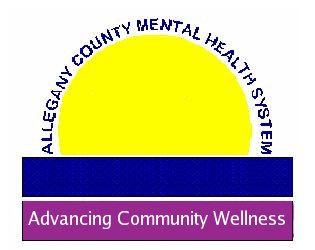 ALLEGANY COUNTY MENTAL HEALTH SYSTEM
Advancing Community Wellness